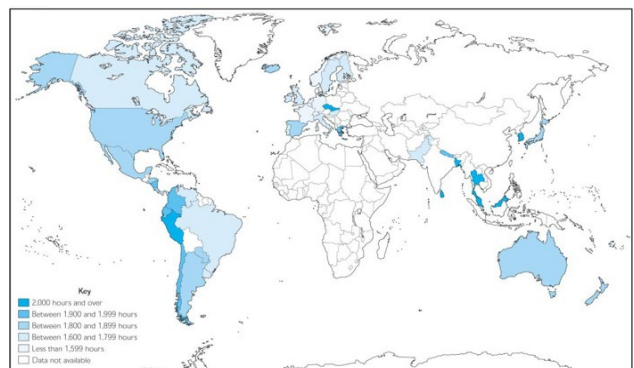 Key
2,000 hours and over
Between 1,900 and 1,999 hours
Between 1,800 and 1,899 hours
Between 1,600 and 1,799 hours
Less than 1,599 hours
Data not available